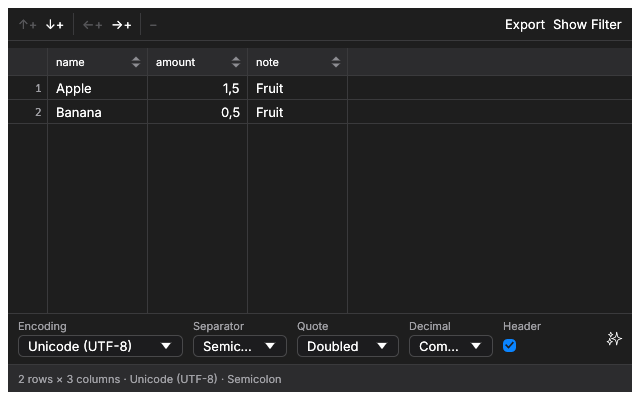 Export Show Filter
name amount note
1 Apple 1,5 Fruit
2 Banana 0,5 Fruit
Encoding Separator Quote Decimal Header
Unicode (UTF-8) Semic... Doubled Com...
2 rows × 3 columns · Unicode (UTF-8) · Semicolon